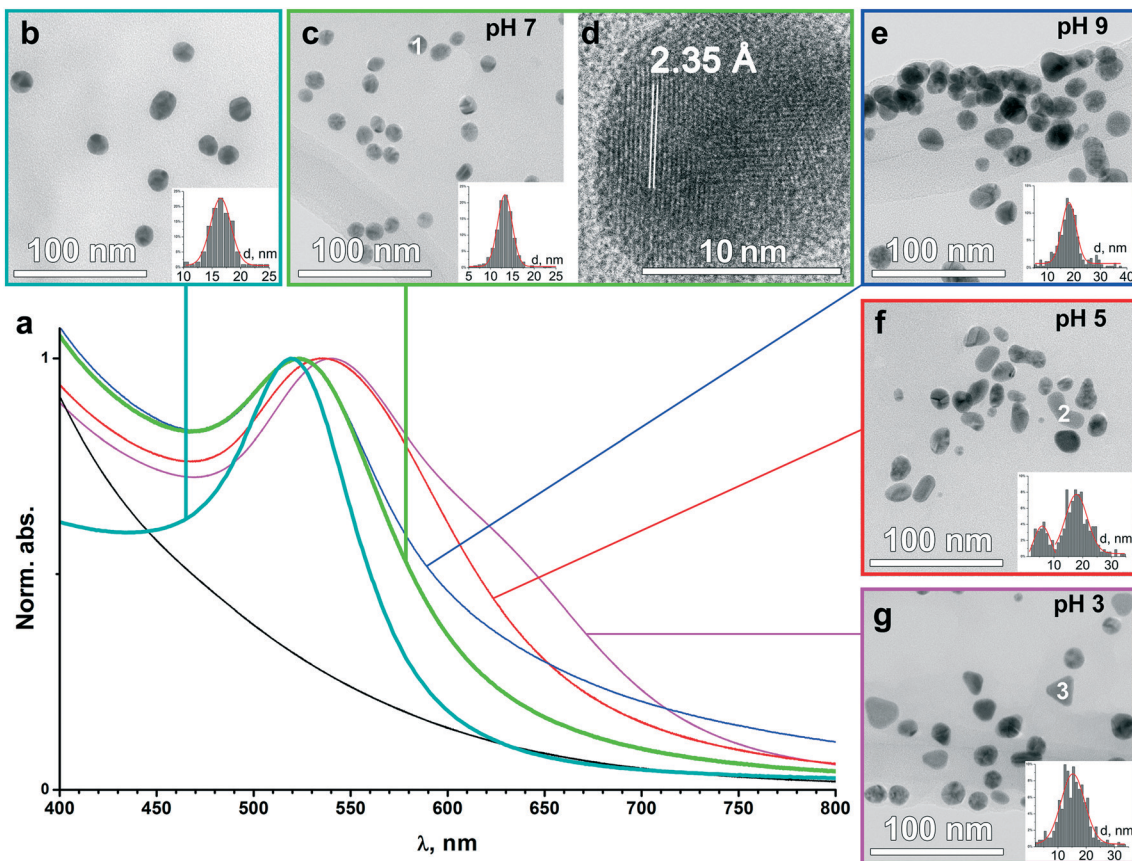 b
100 nm
d, nm
10 15 20 25
c
pH 7
1
100 nm
d, nm
5 10 15 20 25
d
2.35 Å
10 nm
e
pH 9
100 nm
d, nm
10 20 30 40
a
1
0
Norm. abs.
400 450 500 550 600 650 700 750 800
λ, nm
f
pH 5
2
100 nm
d, nm
10 20 30
g
pH 3
3
100 nm
d, nm
10 20 30